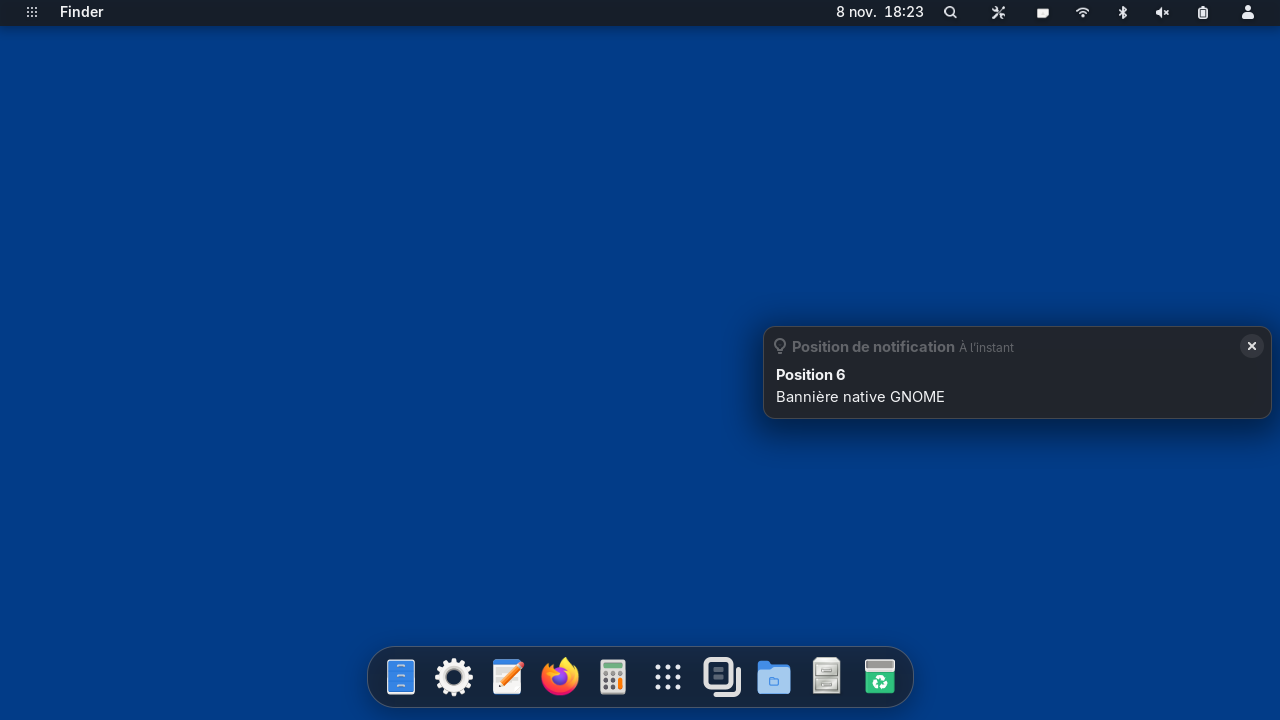 Finder
8 nov. 18:23
Position de notification À l’instant
Position 6
Bannière native GNOME